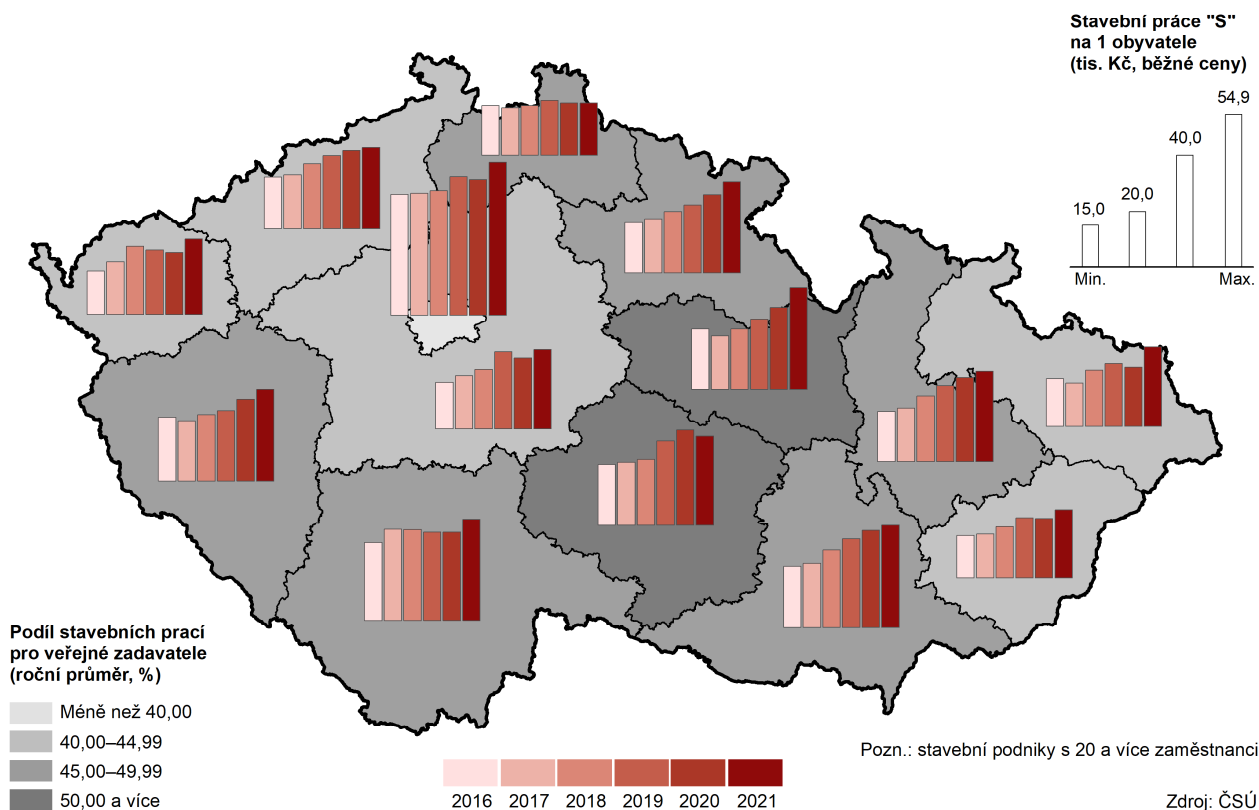 Stavební práce "S"
na 1 obyvatele
(tis. Kč, běžné ceny)
54,9
40,0
20,0
15,0
Min.
Max.
Podíl stavebních prací
pro veřejné zadavatele
(roční průměr, %)
Méně než 40,00
40,00–44,99
45,00–49,99
50,00 a více
2016 2017 2018 2019 2020 2021
Pozn.: stavební podniky s 20 a více zaměstnanci
Zdroj: ČSÚ